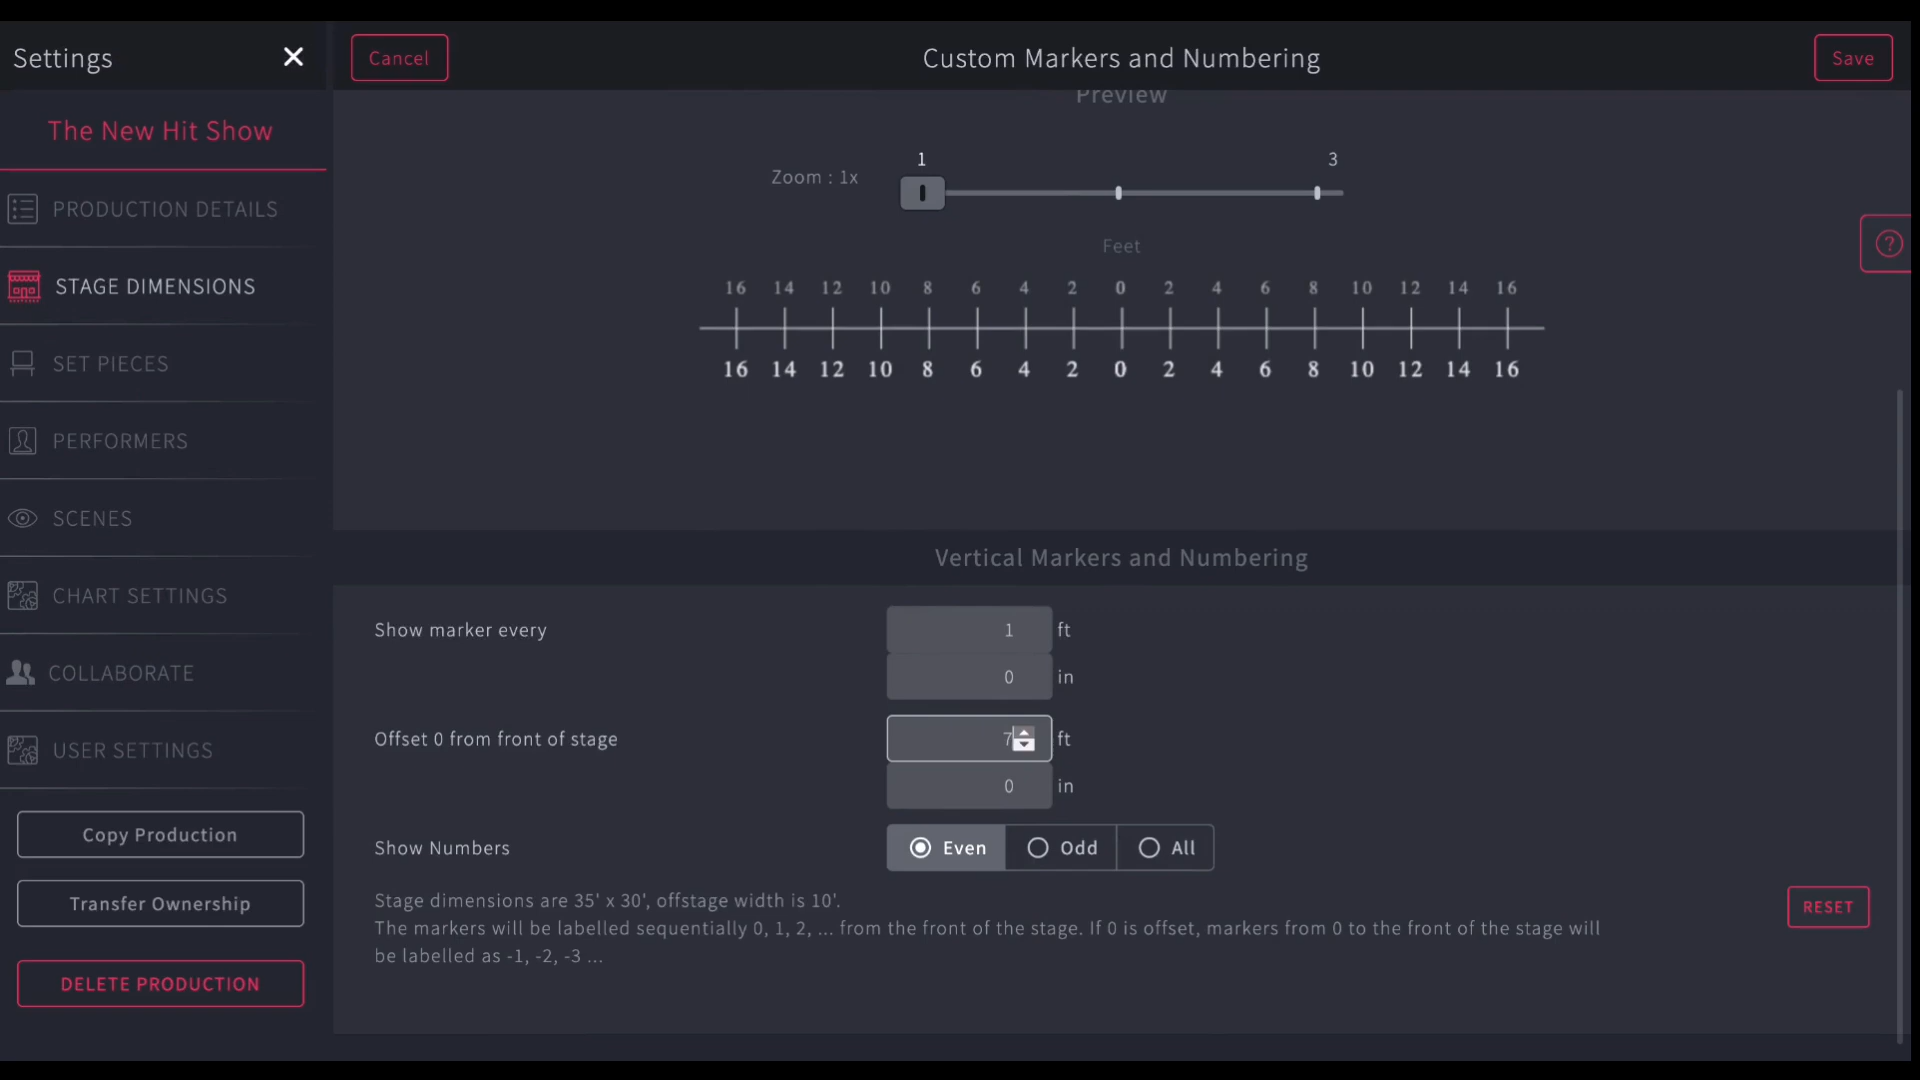 Settings
Cancel
Custom Markers and Numbering
Save
The New Hit Show
PRODUCTION DETAILS
STAGE DIMENSIONS
SET PIECES
PERFORMERS
SCENES
CHART SETTINGS
COLLABORATE
USER SETTINGS
Copy Production
Transfer Ownership
DELETE PRODUCTION
Preview
1 3
Zoom : 1x
?
Feet
16 14 12 10 8 6 4 2 0 2 4 6 8 10 12 14 16
16 14 12 10 8 6 4 2 0 2 4 6 8 10 12 14 16
Vertical Markers and Numbering
Show marker every 1 ft
0 in
Offset 0 from front of stage 7 ft
0 in
Show Numbers Even Odd All
Stage dimensions are 35' x 30', offstage width is 10'.
The markers will be labelled sequentially 0, 1, 2, ... from the front of the stage. If 0 is offset, markers from 0 to the front of the stage will
be labelled as -1, -2, -3 ...
RESET